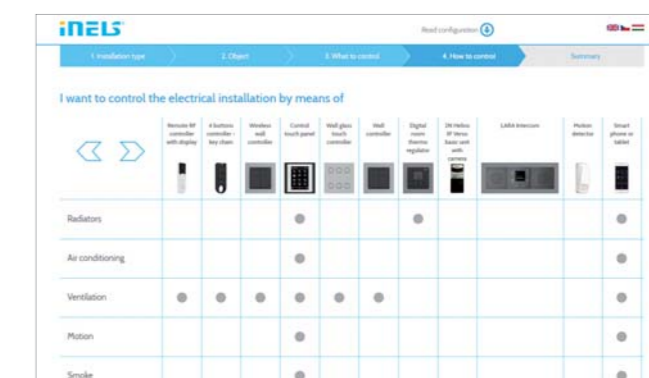 iNELS
Read configuration
1. Installation type
2. Object
3. What to control
4. How to control
Summary
I want to control the electrical installation by means of
Remote RF
controller
with display
4 buttons
controller -
key chain
Wireless
wall
controller
Control
touch panel
Wall glass
touch
controller
Wall
controller
Digital
room
thermo
regulator
2N Helios
IP Verso
basic unit
with
camera
LARA Intercom
Motion
detector
Smart
phone or
tablet
Radiators
Air conditioning
Ventilation
Motion
Smoke